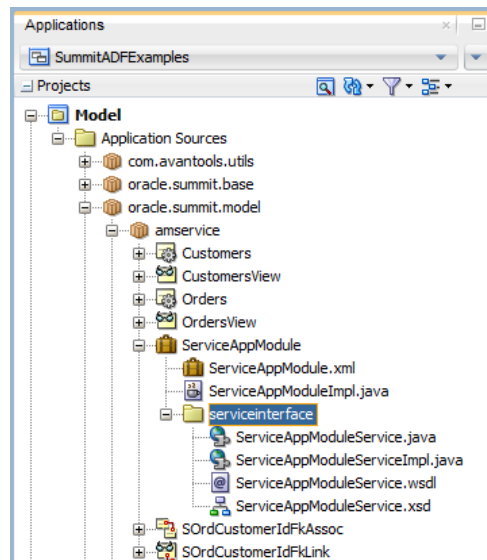 Applications
SummitADFExamples
Projects
Model
Application Sources
com.avantools.utils
oracle.summit.base
oracle.summit.model
amservice
Customers
CustomersView
Orders
OrdersView
ServiceAppModule
ServiceAppModule.xml
ServiceAppModuleImpl.java
serviceinterface
ServiceAppModuleService.java
ServiceAppModuleServiceImpl.java
ServiceAppModuleService.wsdl
ServiceAppModuleService.xsd
SOrdCustomerIdFkAssoc
SOrdCustomerIdFkLink